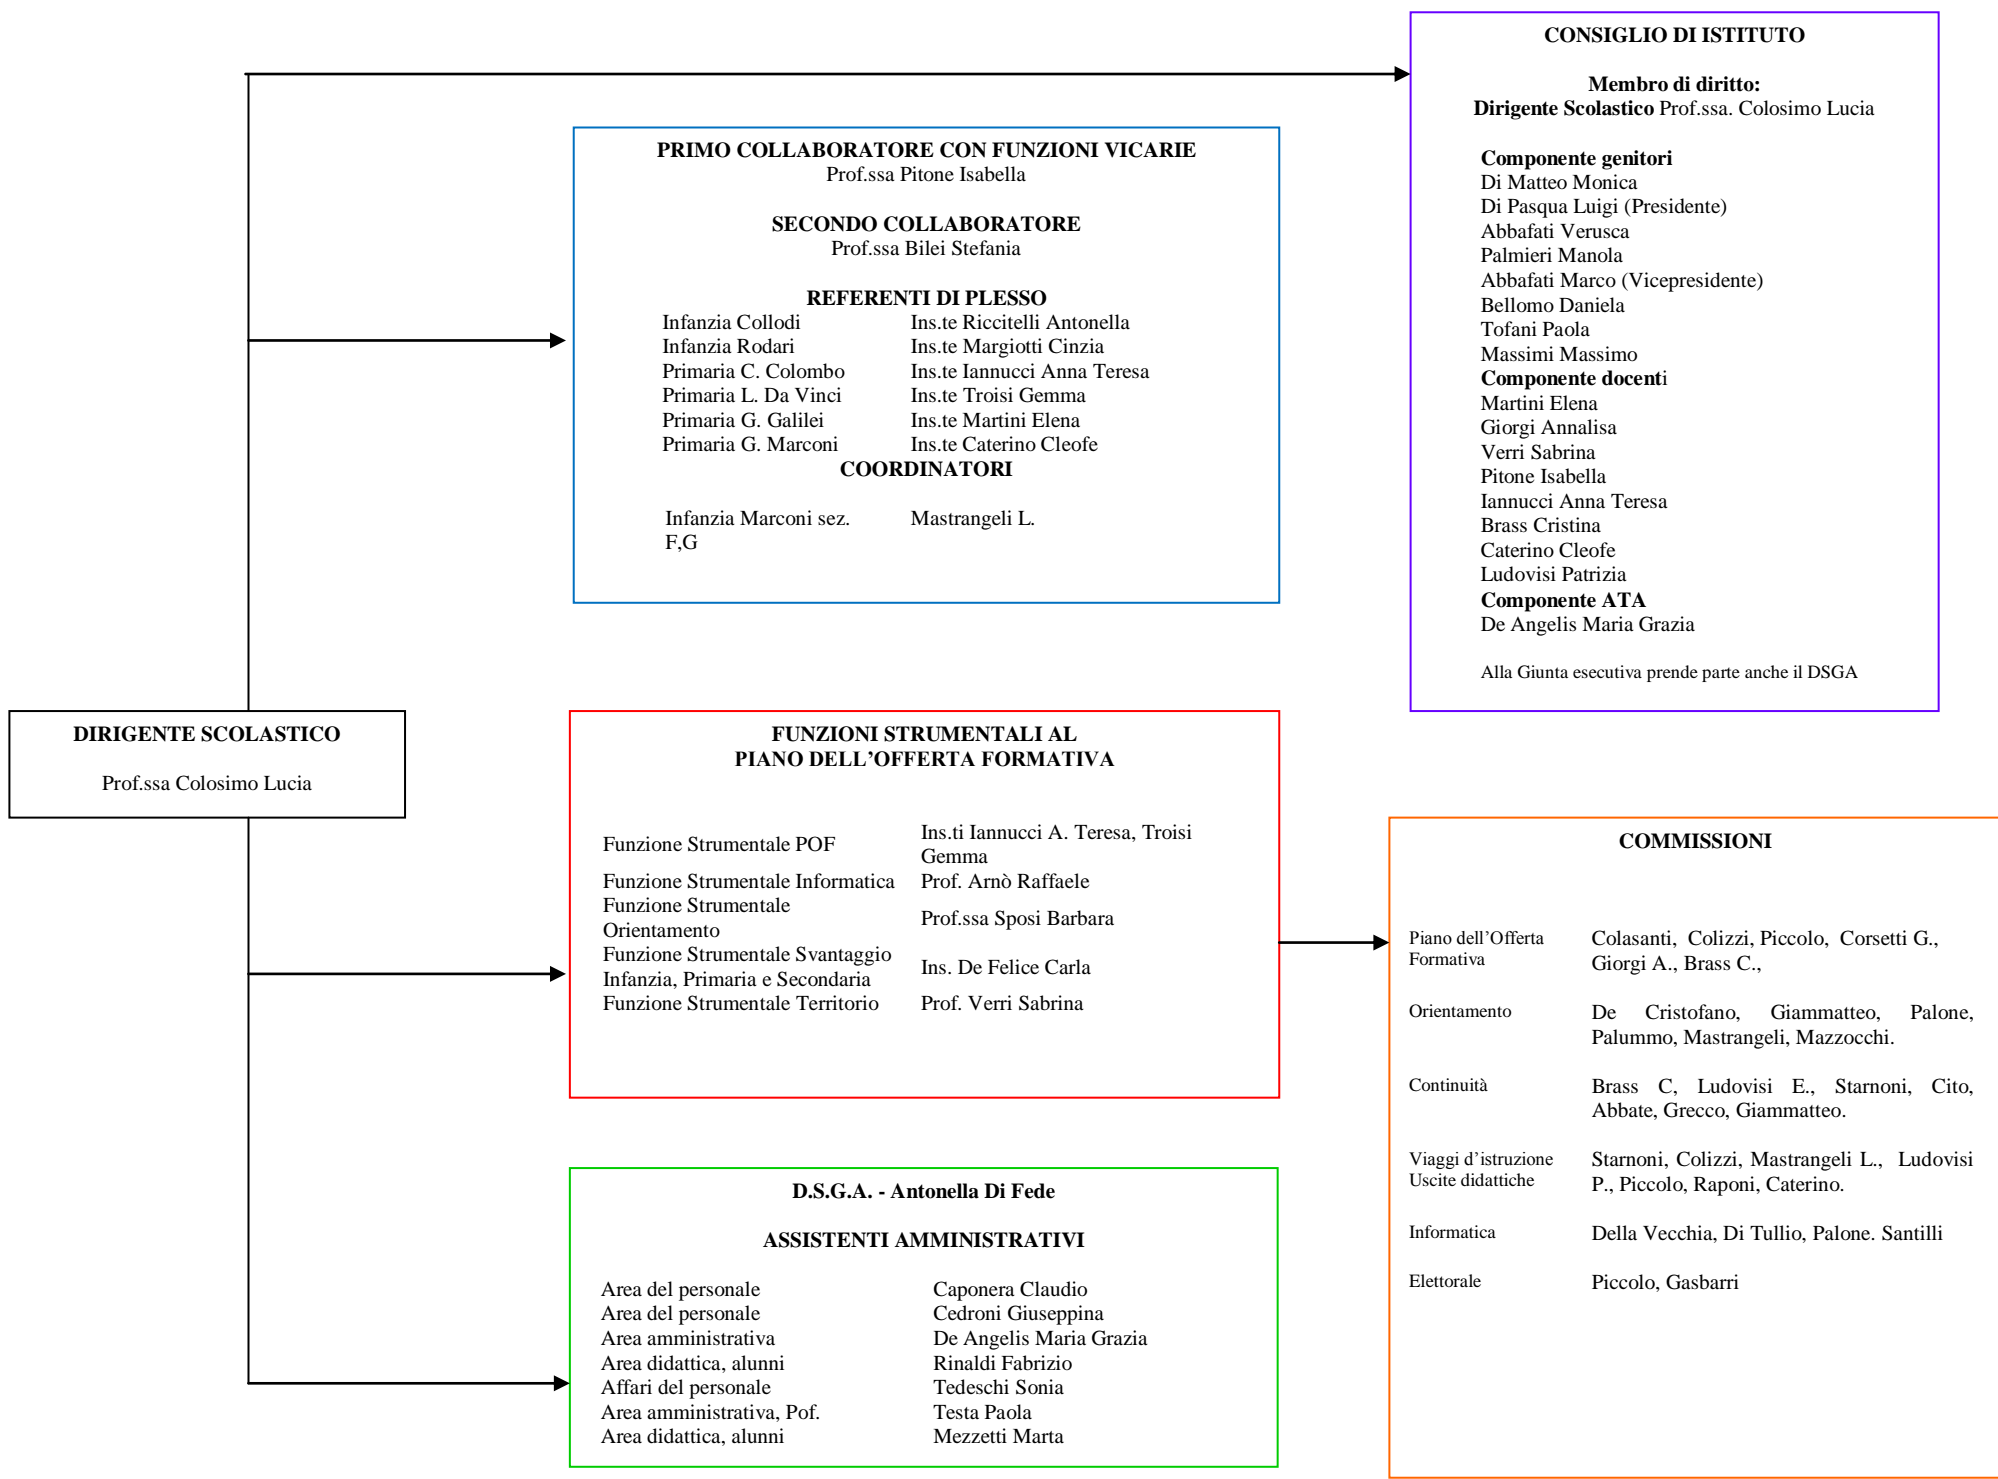 CONSIGLIO DI ISTITUTO
Membro di diritto:
Dirigente Scolastico Prof.ssa. Colosimo Lucia
Componente genitori
Di Matteo Monica
Di Pasqua Luigi (Presidente)
Abbafati Verusca
Palmieri Manola
Abbafati Marco (Vicepresidente)
Bellomo Daniela
Tofani Paola
Massimi Massimo
Componente docenti
Martini Elena
Giorgi Annalisa
Verri Sabrina
Pitone Isabella
Iannucci Anna Teresa
Brass Cristina
Caterino Cleofe
Ludovisi Patrizia
Componente ATA
De Angelis Maria Grazia
Alla Giunta esecutiva prende parte anche il DSGA
PRIMO COLLABORATORE CON FUNZIONI VICARIE
Prof.ssa Pitone Isabella
SECONDO COLLABORATORE
Prof.ssa Bilei Stefania
REFERENTI DI PLESSO
Infanzia Collodi Ins.te Riccitelli Antonella
Infanzia Rodari Ins.te Margiotti Cinzia
Primaria C. Colombo Ins.te Iannucci Anna Teresa
Primaria L. Da Vinci Ins.te Troisi Gemma
Primaria G. Galilei Ins.te Martini Elena
Primaria G. Marconi Ins.te Caterino Cleofe
COORDINATORI
Infanzia Marconi sez. Mastrangeli L.
F,G
DIRIGENTE SCOLASTICO
Prof.ssa Colosimo Lucia
FUNZIONI STRUMENTALI AL
PIANO DELL’OFFERTA FORMATIVA
Funzione Strumentale POF
Ins.ti Iannucci A. Teresa, Troisi
Gemma
Funzione Strumentale Informatica Prof. Arnò Raffaele
Funzione Strumentale
Orientamento
Prof.ssa Sposi Barbara
Funzione Strumentale Svantaggio
Infanzia, Primaria e Secondaria
Ins. De Felice Carla
Funzione Strumentale Territorio Prof. Verri Sabrina
COMMISSIONI
Piano dell’Offerta
Formativa
Colasanti, Colizzi, Piccolo, Corsetti G.,
Giorgi A., Brass C.,
Orientamento
De Cristofano, Giammatteo, Palone,
Palummo, Mastrangeli, Mazzocchi.
Continuità
Brass C, Ludovisi E., Starnoni, Cito,
Abbate, Grecco, Giammatteo.
Viaggi d’istruzione
Uscite didattiche
Starnoni, Colizzi, Mastrangeli L., Ludovisi
P., Piccolo, Raponi, Caterino.
Informatica Della Vecchia, Di Tullio, Palone. Santilli
Elettorale Piccolo, Gasbarri
D.S.G.A. - Antonella Di Fede
ASSISTENTI AMMINISTRATIVI
Area del personale Caponera Claudio
Area del personale Cedroni Giuseppina
Area amministrativa De Angelis Maria Grazia
Area didattica, alunni Rinaldi Fabrizio
Affari del personale Tedeschi Sonia
Area amministrativa, Pof. Testa Paola
Area didattica, alunni Mezzetti Marta